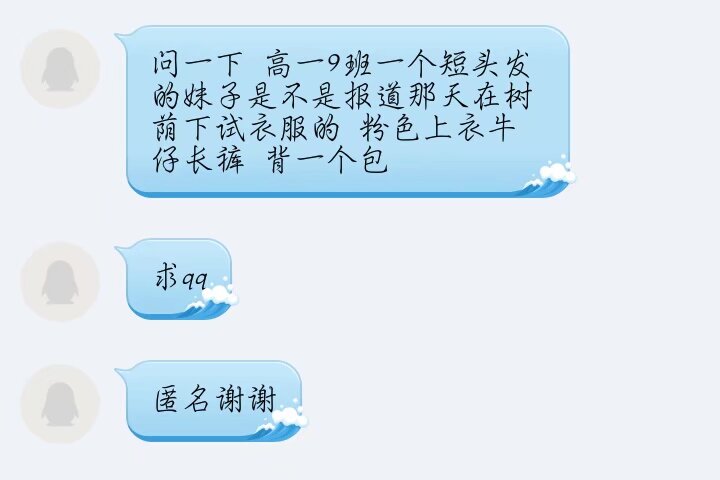 问一下 高一9班一个短头发
的妹子是不是报道那天在树
荫下试衣服的 粉色上衣牛
仔长裤 背一个包
求qq
匿名谢谢